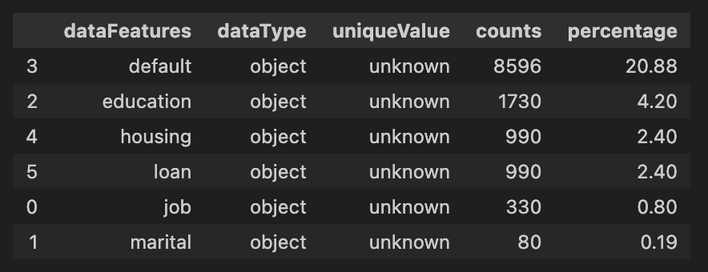 dataFeatures dataType uniqueValue counts percentage
3 default object unknown 8596 20.88
2 education object unknown 1730 4.20
4 housing object unknown 990 2.40
5 loan object unknown 990 2.40
0 job object unknown 330 0.80
1 marital object unknown 80 0.19